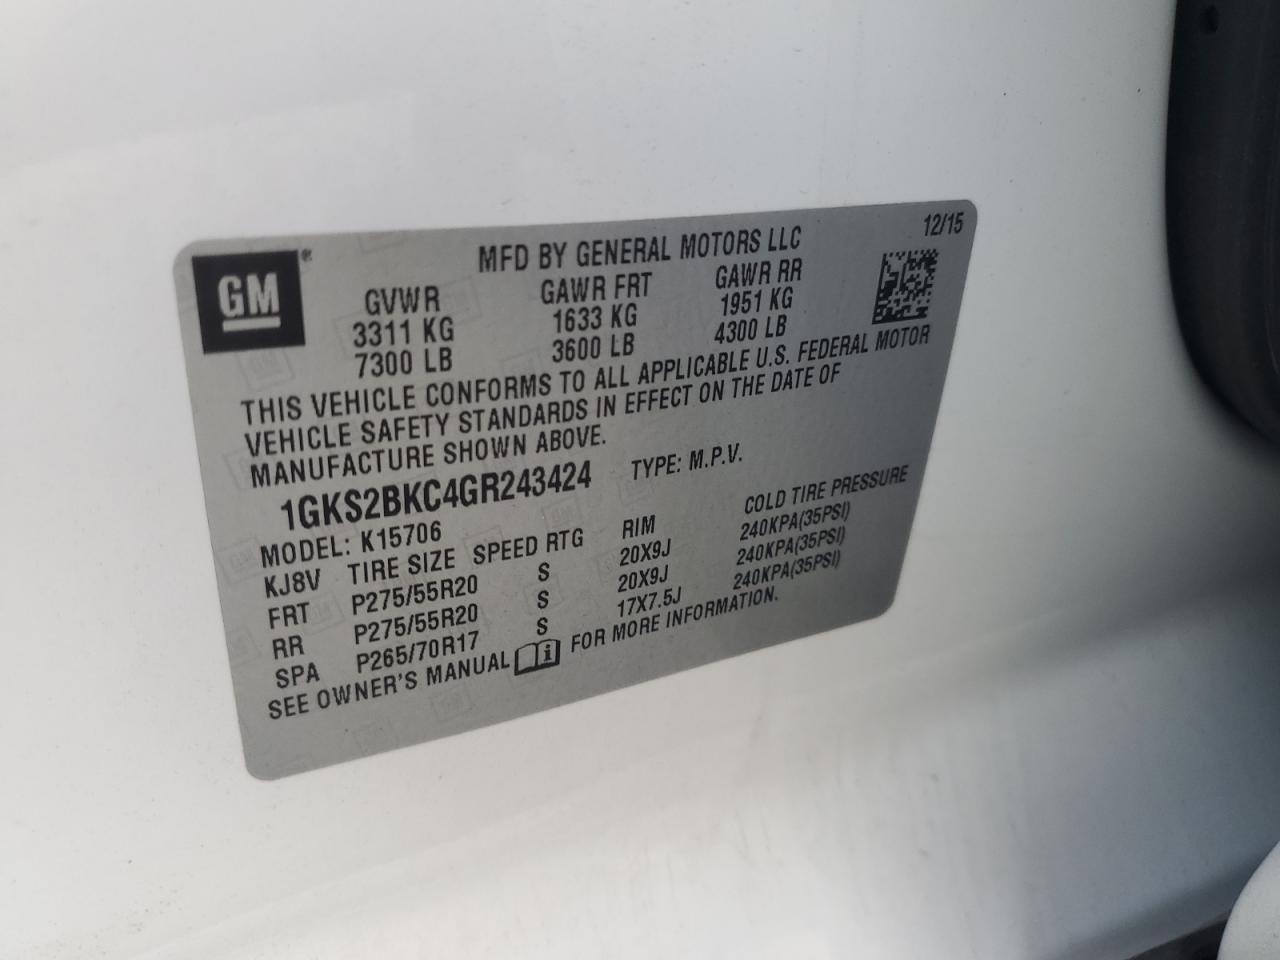 12/15
GM®
MFD BY GENERAL MOTORS LLC
GVWR GAWR FRT GAWR RR
3311 KG 1633 KG 1951 KG
7300 LB 3600 LB 4300 LB
THIS VEHICLE CONFORMS TO ALL APPLICABLE U.S. FEDERAL MOTOR
VEHICLE SAFETY STANDARDS IN EFFECT ON THE DATE OF
MANUFACTURE SHOWN ABOVE.
1GKS2BKC4GR243424 TYPE: M.P.V.
MODEL: K15706
KJ8V TIRE SIZE SPEED RTG RIM COLD TIRE PRESSURE
FRT P275/55R20 S 20X9J 240KPA(35PSI)
RR P275/55R20 S 20X9J 240KPA(35PSI)
SPA P265/70R17 S 17X7.5J 240KPA(35PSI)
SEE OWNER'S MANUAL i FOR MORE INFORMATION.